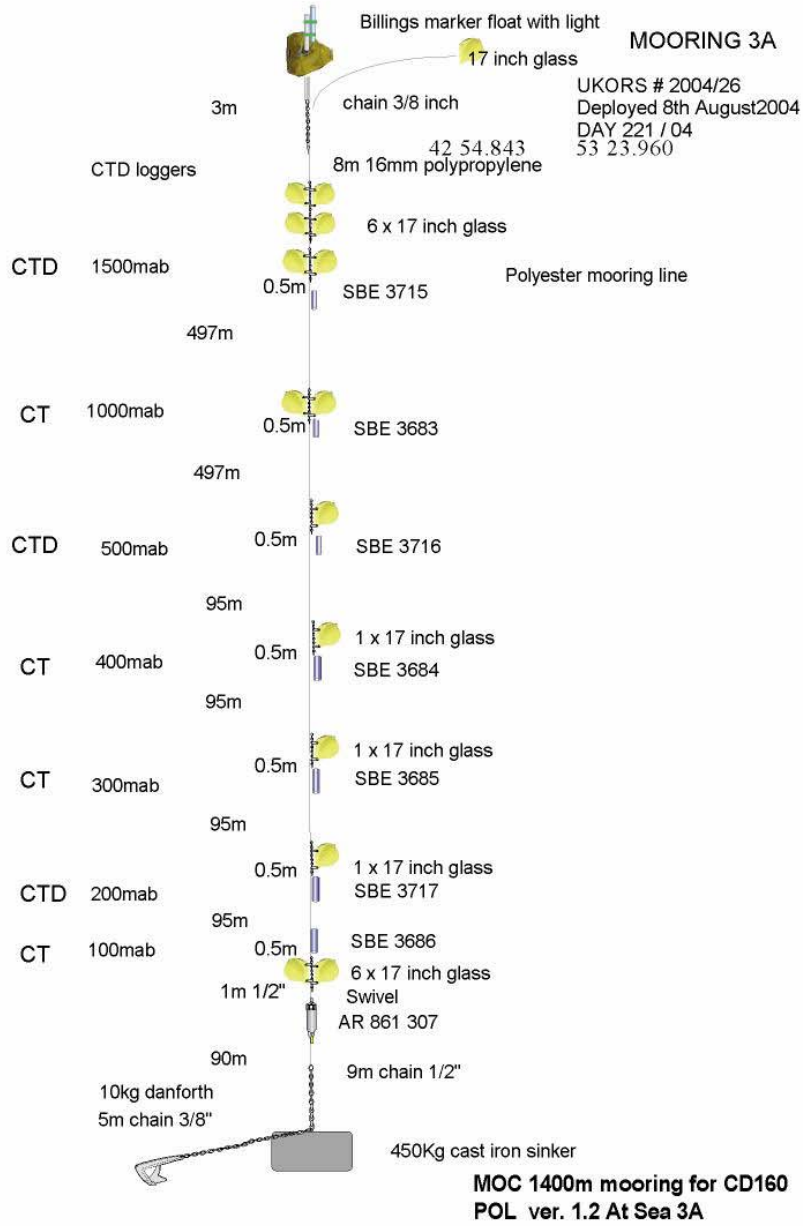 Billings marker float with light
MOORING 3A
17 inch glass
UKORS # 2004/26
Deployed 8th August2004
DAY 221 / 04
3m
chain 3/8 inch
42 54.843 53 23.960
8m 16mm polypropylene
CTD loggers
6 x 17 inch glass
CTD 1500mab
Polyester mooring line
0.5m SBE 3715
497m
CT 1000mab
0.5m SBE 3683
497m
CTD 500mab 0.5m SBE 3716
95m
1 x 17 inch glass
CT 400mab 0.5m SBE 3684
95m
1 x 17 inch glass
CT 300mab 0.5m SBE 3685
95m
0.5m 1 x 17 inch glass
CTD 200mab SBE 3717
95m
SBE 3686
CT 100mab 0.5m
6 x 17 inch glass
1m 1/2" Swivel
AR 861 307
90m
9m chain 1/2"
10kg danforth
5m chain 3/8"
450Kg cast iron sinker
MOC 1400m mooring for CD160
POL ver. 1.2 At Sea 3A